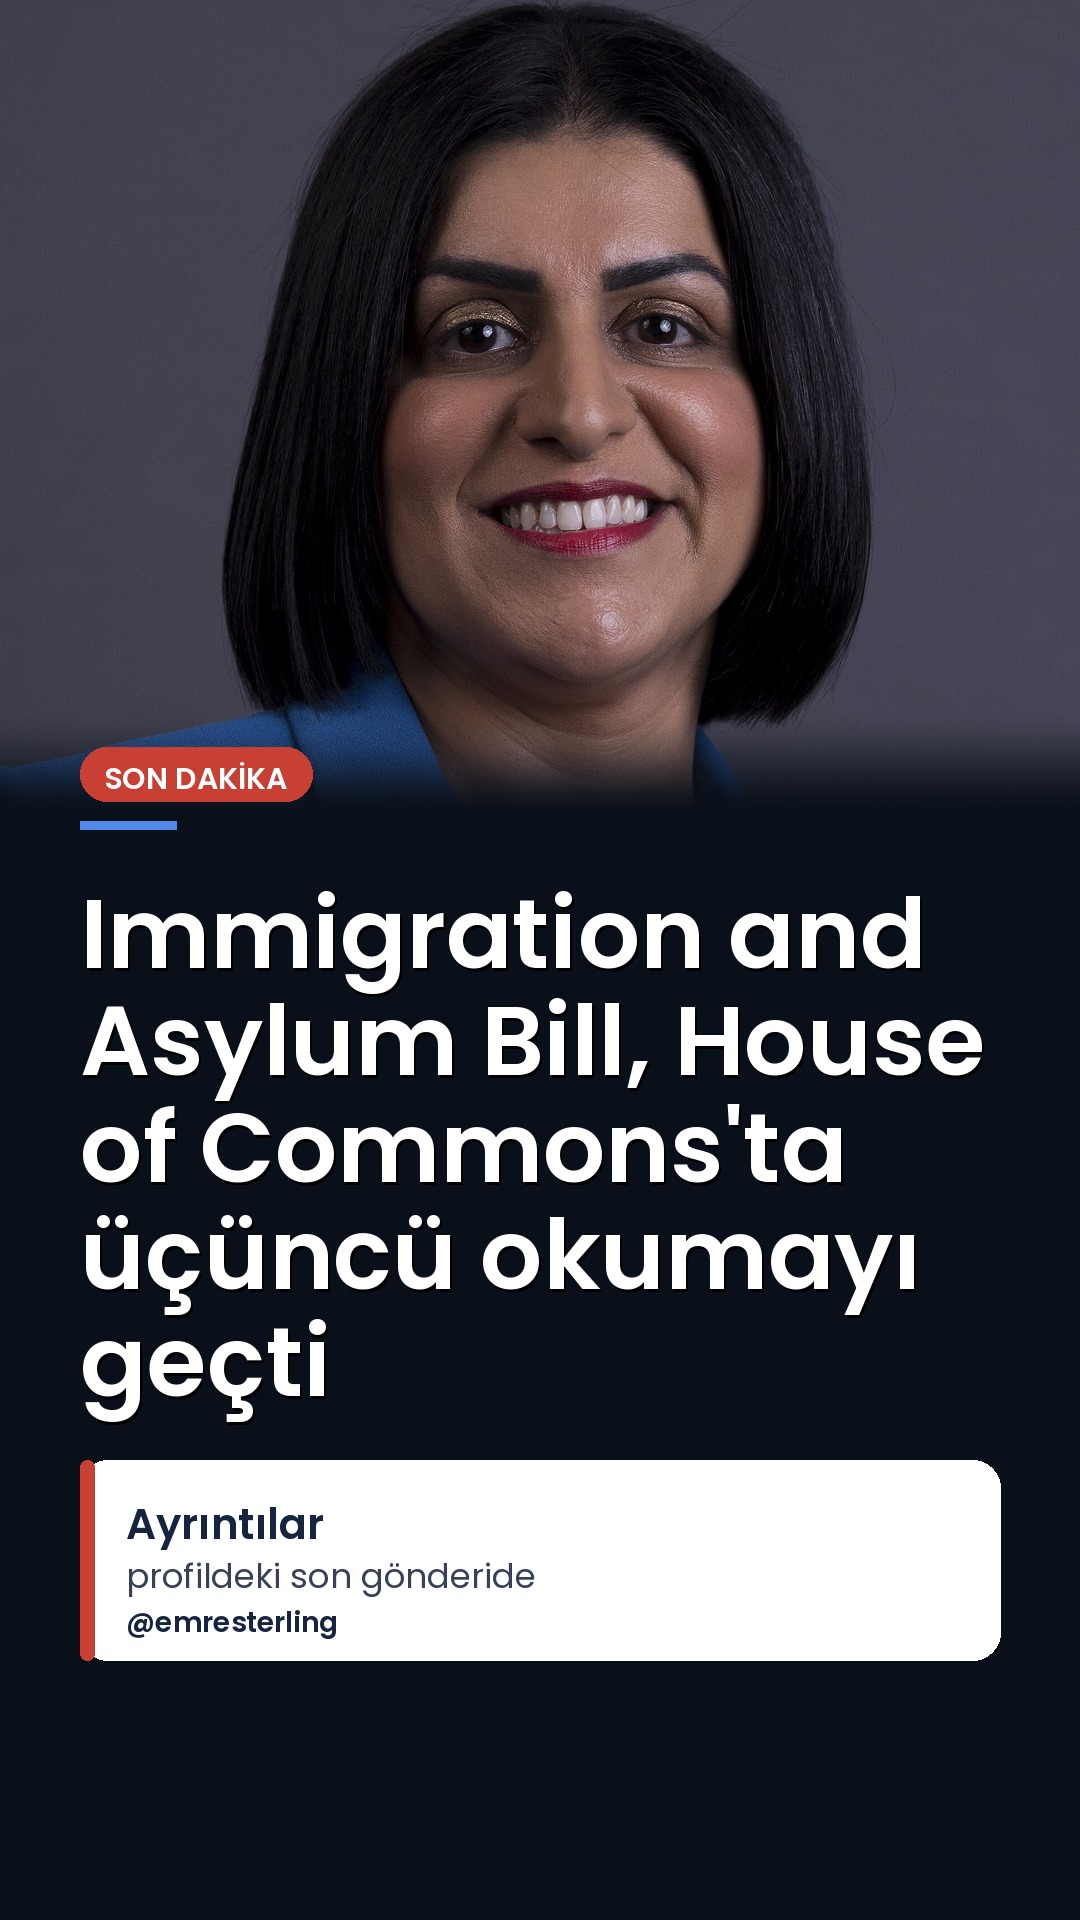 SON DAKİKA
Immigration and
Asylum Bill, House
of Commons'ta
üçüncü okumayı
geçti
Ayrıntılar
profildeki son gönderide
@emresterling